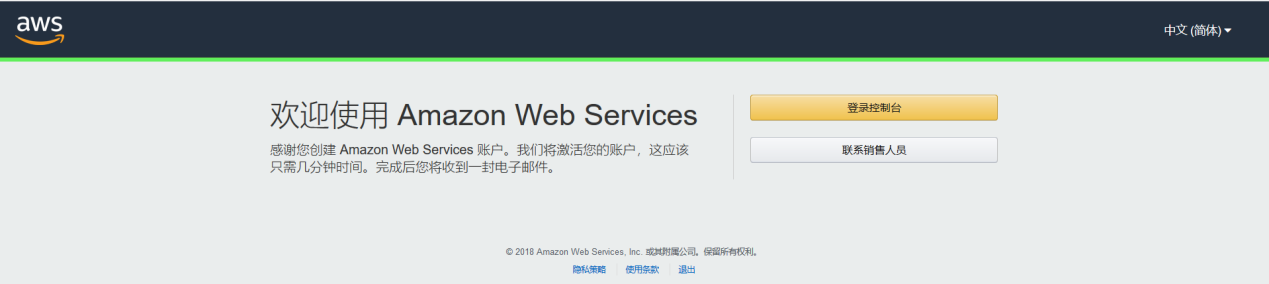 aws
中文 (简体)
欢迎使用 Amazon Web Services
感谢您创建 Amazon Web Services 账户。我们将激活您的账户，这应该
只需几分钟时间。完成后您将收到一封电子邮件。
登录控制台
联系销售人员
© 2018 Amazon Web Services, Inc. 或其附属公司。保留所有权利。
隐私策略 使用条款 退出